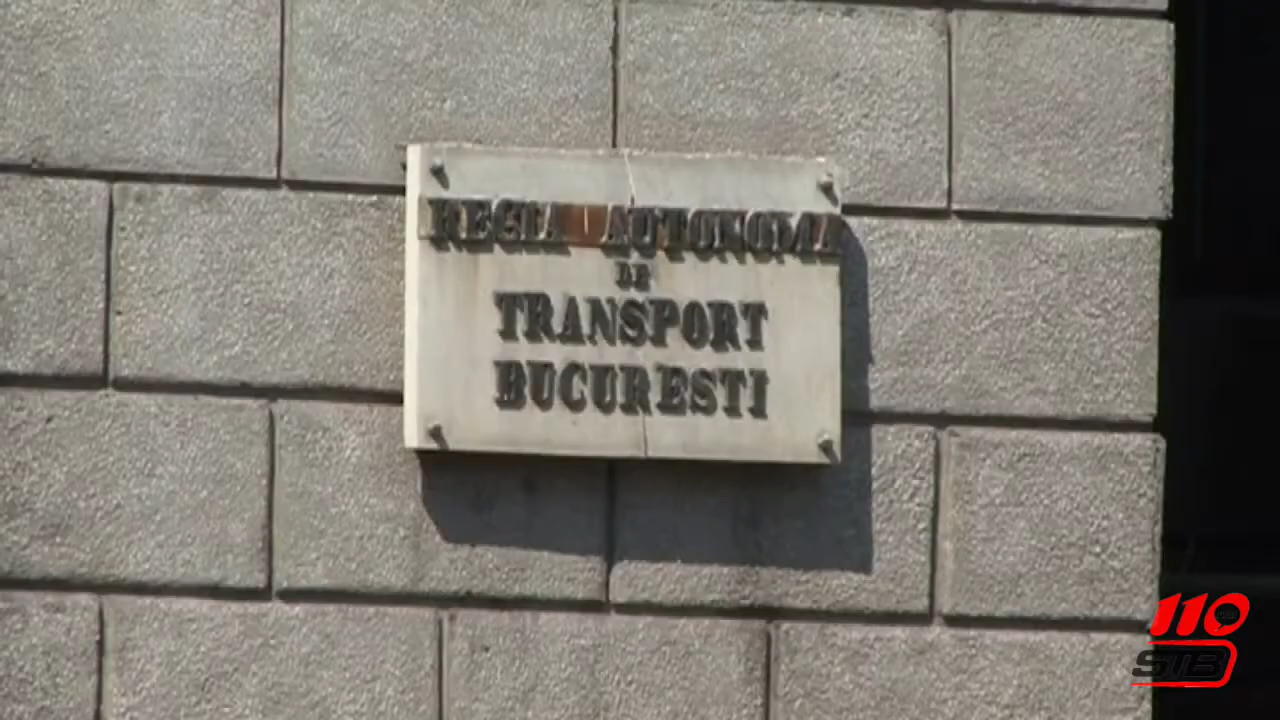 REGIA AUTONOMA
DE
TRANSPORT
BUCURESTI
110
STB